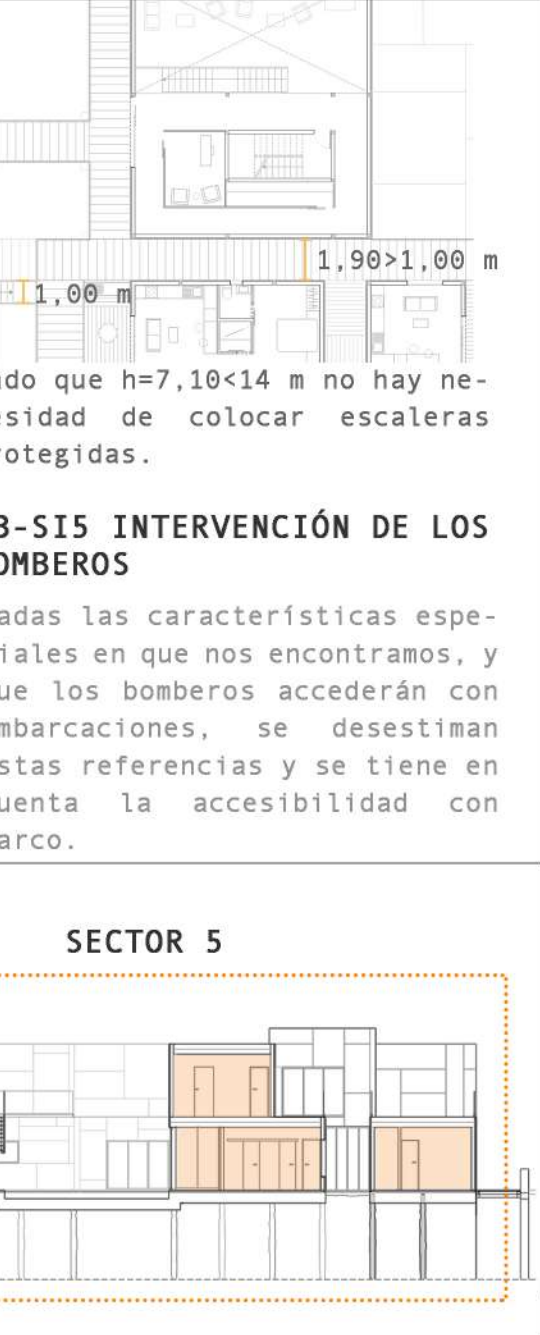 1,90>1,00 m
1,00 m
ado que h=7,10<14 m no hay ne-
esidad de colocar escaleras
rotegidas.
B-SI5 INTERVENCIÓN DE LOS
OMBEROS
adas las características espe-
iales en que nos encontramos, y
ue los bomberos accederán con
mbarcaciones, se desestiman
stas referencias y se tiene en
uenta la accesibilidad con
arco.
SECTOR 5